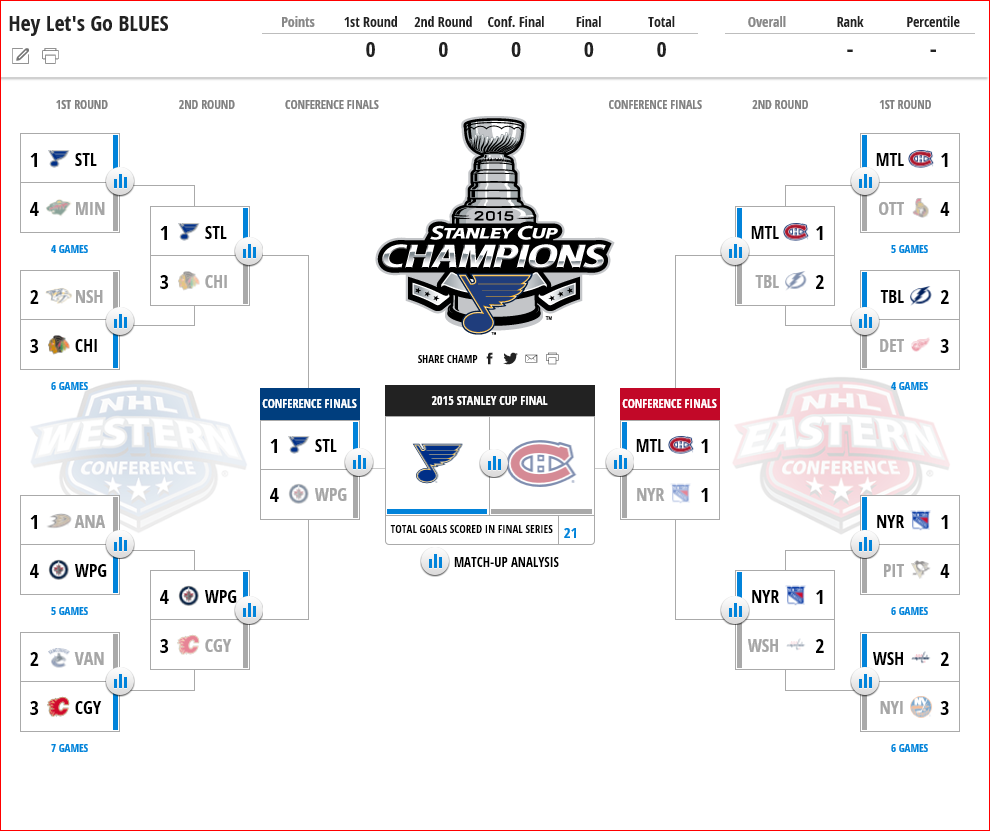 Hey Let's Go BLUES
Points 1st Round 2nd Round Conf. Final Final Total Overall Rank Percentile
0 0 0 0 0 - -
1ST ROUND 2ND ROUND CONFERENCE FINALS CONFERENCE FINALS 2ND ROUND 1ST ROUND
1 STL
4 MIN
4 GAMES
2 NSH
3 CHI
6 GAMES
1 STL
3 CHI
2015
STANLEY CUP
CHAMPIONS
TM
TM
SHARE CHAMP
MTL 1
TBL 2
MTL 1
OTT 4
5 GAMES
TBL 2
DET 3
4 GAMES
NHL
WESTERN
CONFERENCE
CONFERENCE FINALS
1 STL
4 WPG
2015 STANLEY CUP FINAL
TOTAL GOALS SCORED IN FINAL SERIES 21
MATCH-UP ANALYSIS
CONFERENCE FINALS
MTL 1
NYR 1
NHL
EASTERN
CONFERENCE
1 ANA
4 WPG
5 GAMES
2 VAN
3 CGY
7 GAMES
4 WPG
3 CGY
NYR 1
WSH 2
NYR 1
PIT 4
6 GAMES
WSH 2
NYI 3
6 GAMES